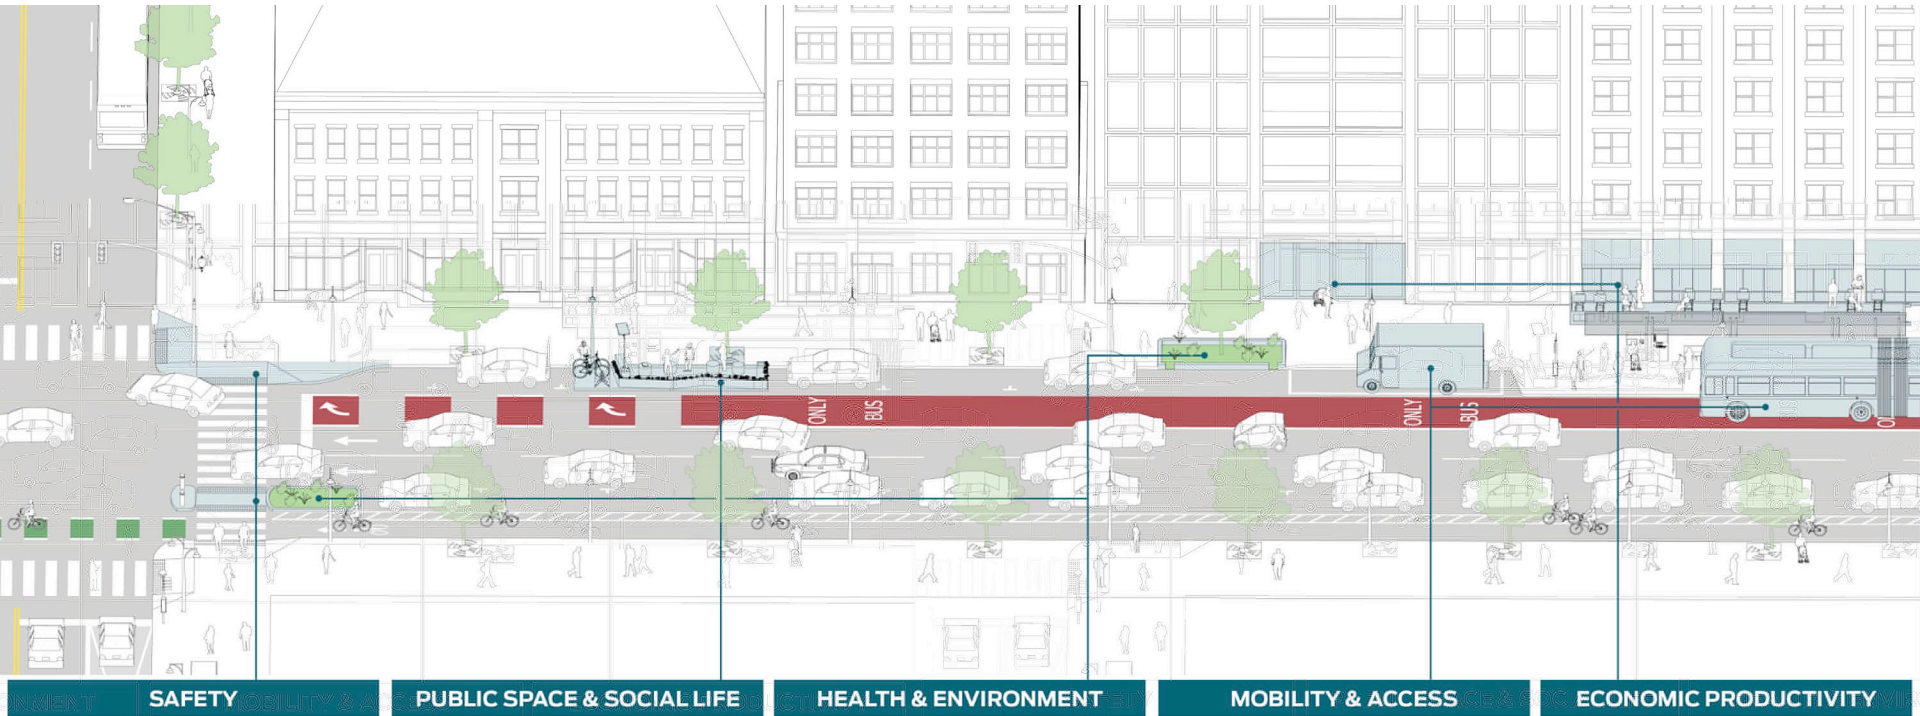 ONLY
BUS
ONLY
BUS
SAFETY
PUBLIC SPACE & SOCIAL LIFE
HEALTH & ENVIRONMENT
MOBILITY & ACCESS
ECONOMIC PRODUCTIVITY